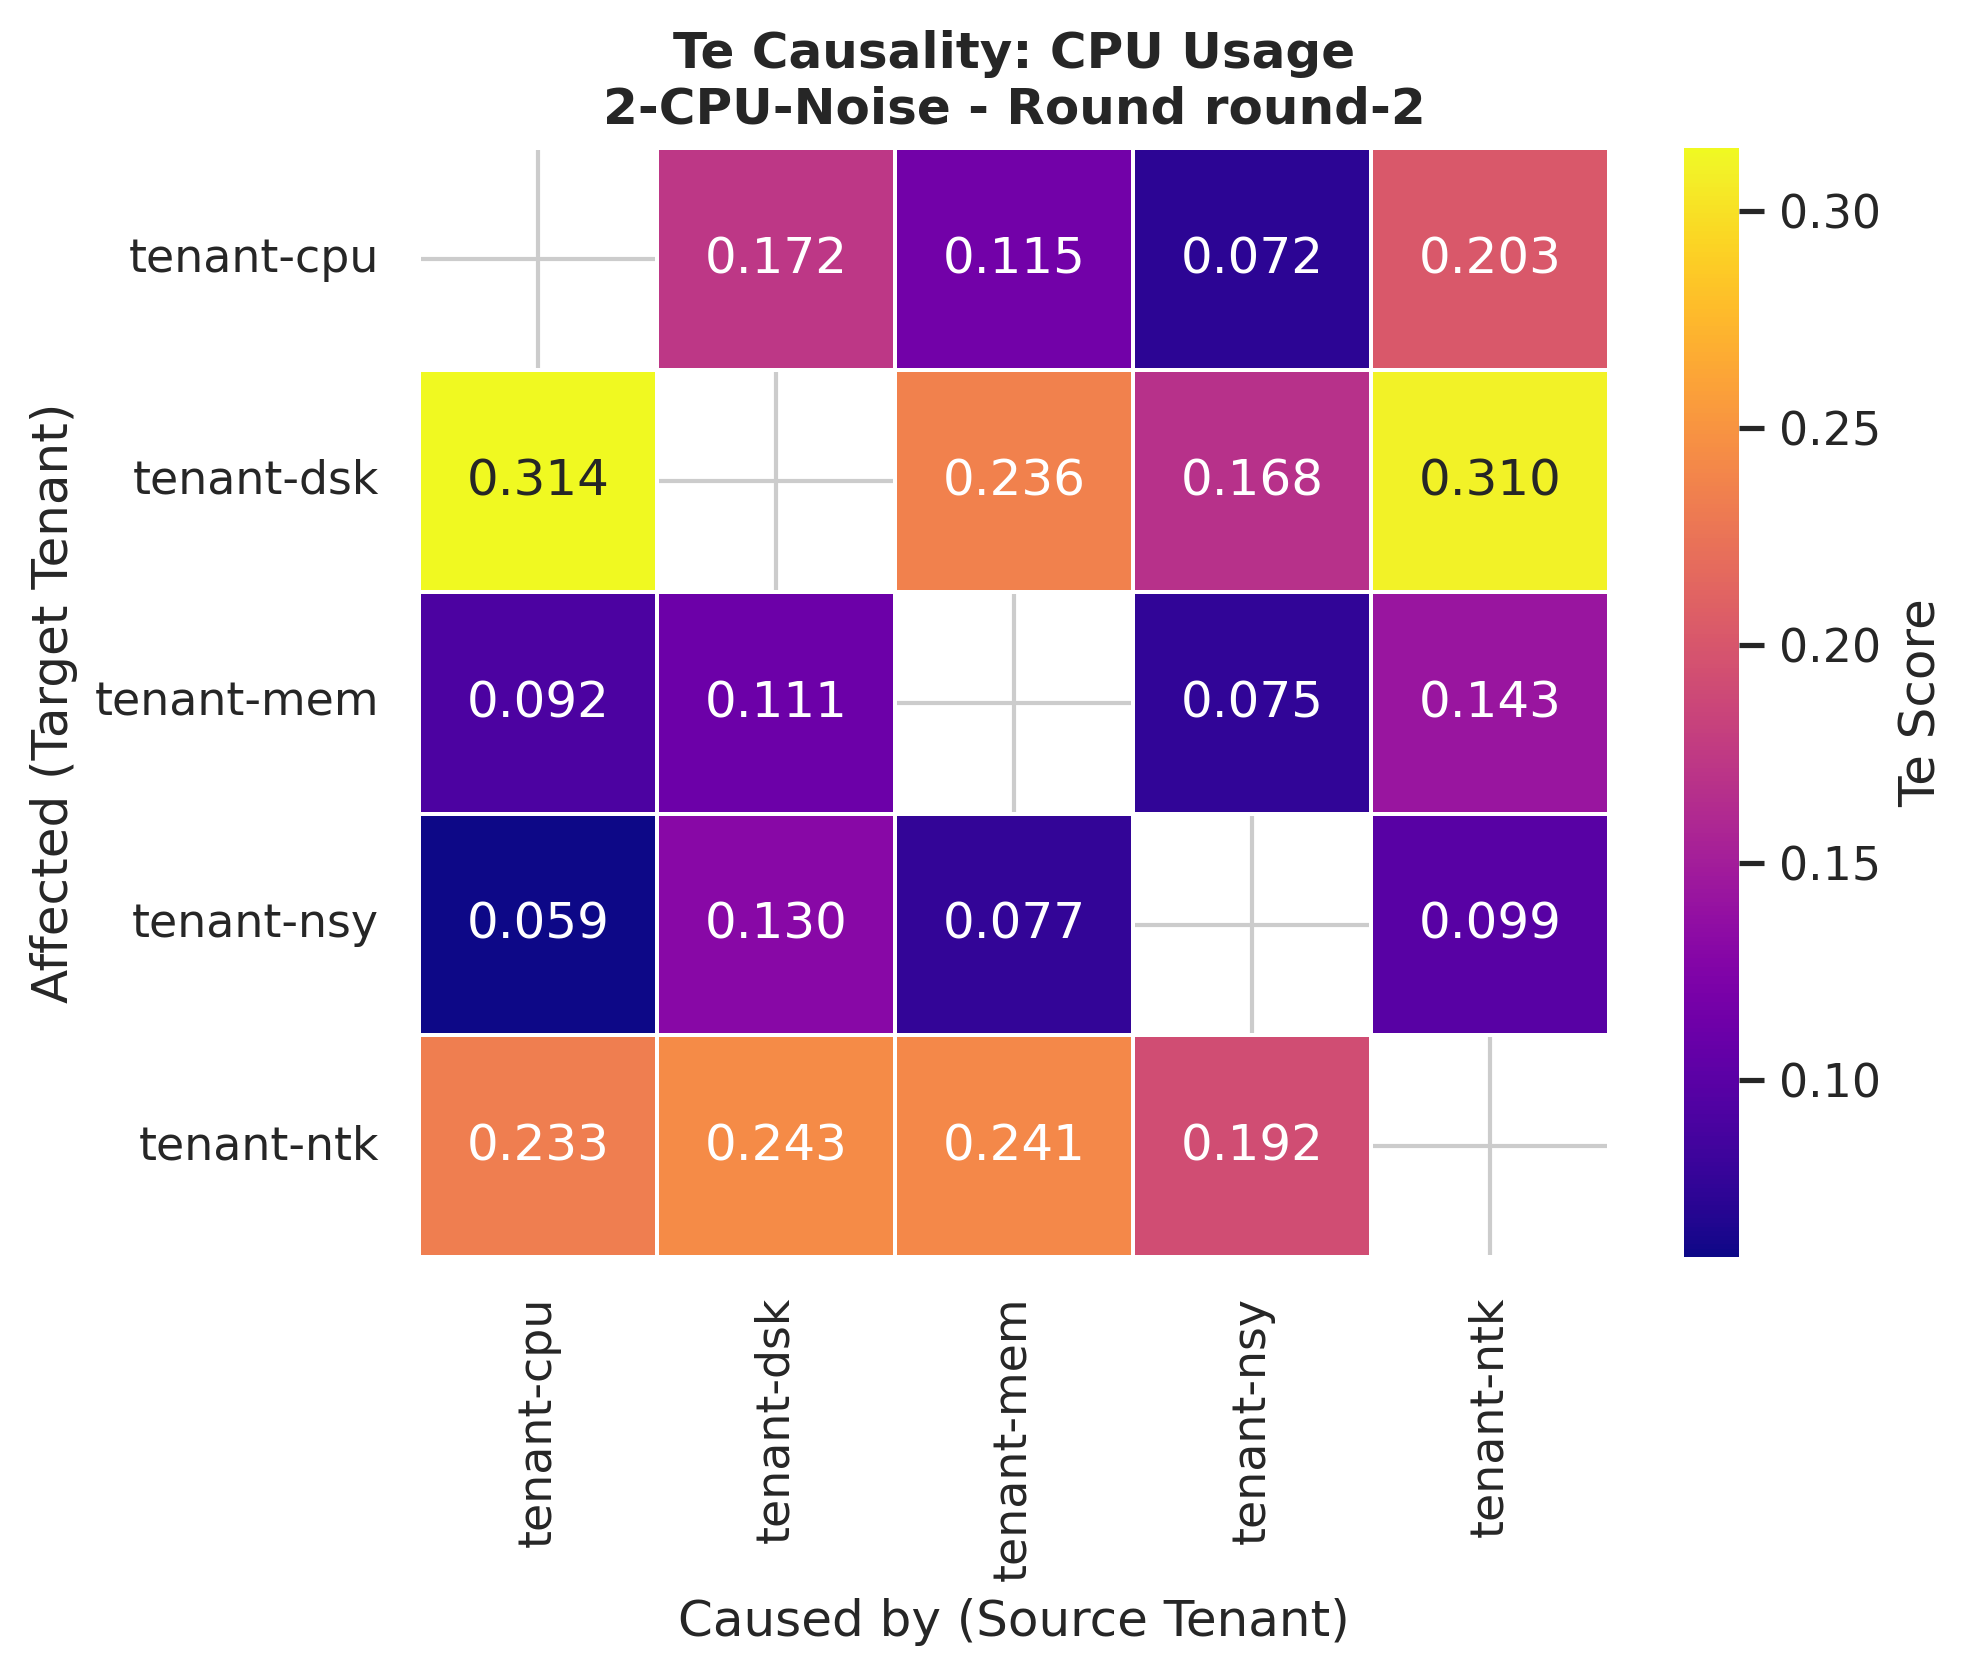 Te Causality: CPU Usage
2-CPU-Noise - Round round-2
Affected (Target Tenant)
tenant-cpu
0.172 0.115 0.072 0.203
tenant-dsk
0.314 0.236 0.168 0.310
tenant-mem
0.092 0.111 0.075 0.143
tenant-nsy
0.059 0.130 0.077 0.099
tenant-ntk
0.233 0.243 0.241 0.192
tenant-cpu
tenant-dsk
tenant-mem
tenant-nsy
tenant-ntk
Caused by (Source Tenant)
0.30
0.25
0.20
0.15
0.10
Te Score